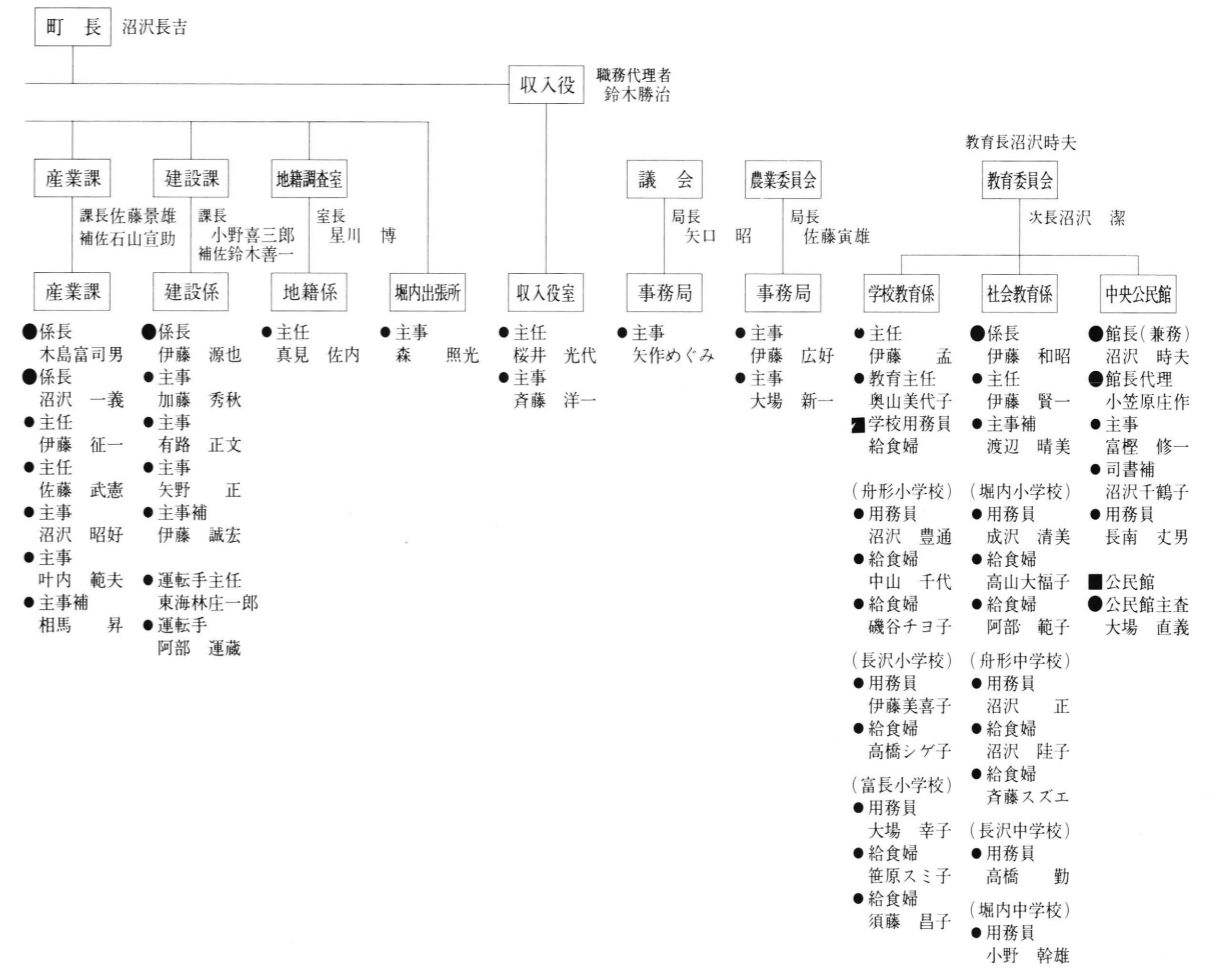 町　長　沼沢長吉
収入役
職務代理者
鈴木勝治
産業課
課長佐藤景雄
補佐石山宣助
産業課
●係長
木島富司男
●係長
沼沢　一義
●主任
伊藤　征一
●主任
佐藤　武憲
●主事
沼沢　昭好
●主事
叶内　範夫
●主事補
相馬　　昇
建設課
課長
小野喜三郎
補佐鈴木善一
建設係
●係長
伊藤　源也
●主事
加藤　秀秋
●主事
有路　正文
●主事
矢野　　正
●主事補
伊藤　誠宏
●運転手主任
東海林庄一郎
●運転手
阿部　運蔵
地籍調査室
室長
星川　博
地籍係
●主任
真見　佐内
堀内出張所
●主事
森　　照光
収入役室
●主任
桜井　光代
●主事
斉藤　洋一
議　会
局長
矢口　昭
事務局
●主事
矢作めぐみ
農業委員会
局長
佐藤寅雄
事務局
●主事
伊藤　広好
●主事
大場　新一
教育長沼沢時夫
教育委員会
次長沼沢　潔
学校教育係
●主任
伊藤　　孟
●教育主任
奥山美代子
■学校用務員
給食婦
(舟形小学校)
●用務員
沼沢　豊通
●給食婦
中山　千代
●給食婦
磯谷チヨ子
(長沢小学校)
●用務員
伊藤美喜子
●給食婦
高橋シゲ子
(富長小学校)
●用務員
大場　幸子
●給食婦
笹原スミ子
●給食婦
須藤　昌子
社会教育係
●係長
伊藤　和昭
●主任
伊藤　賢一
●主事補
渡辺　晴美
(堀内小学校)
●用務員
成沢　清美
●給食婦
高山大福子
●給食婦
阿部　範子
(舟形中学校)
●用務員
沼沢　　正
●給食婦
沼沢　陸子
●給食婦
斉藤スズエ
(長沢中学校)
●用務員
高橋　　勤
(堀内中学校)
●用務員
小野　幹雄
中央公民館
●館長(兼務)
沼沢　時夫
●館長代理
小笠原庄作
●主事
富樫　修一
●司書補
沼沢千鶴子
●用務員
長南　丈男
■公民館
●公民館主査
大場　直義